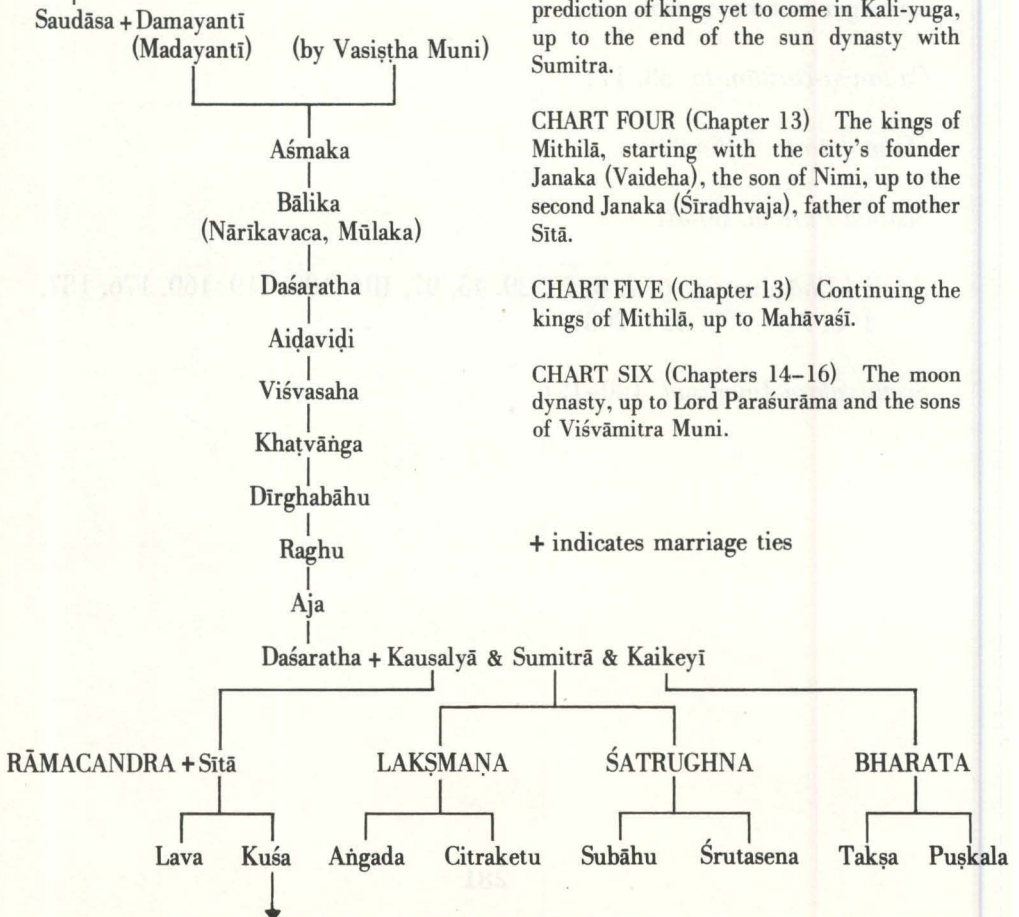 Saudāsa + Damayantī
(Madayantī) (by Vasiṣṭha Muni)
Aśmaka
Bālika
(Nārīkavaca, Mūlaka)
Daśaratha
Aiḍaviḍi
Viśvasaha
Khaṭvāṅga
Dīrghabāhu
Raghu
Aja
Daśaratha + Kausalyā & Sumitrā & Kaikeyī
RĀMACANDRA + Sītā LAKṢMAṆA ŚATRUGHNA BHARATA
Lava Kuśa Aṅgada Citraketu Subāhu Śrutasena Takṣa Puṣkala
prediction of kings yet to come in Kali-yuga,
up to the end of the sun dynasty with
Sumitra.
CHART FOUR (Chapter 13) The kings of
Mithilā, starting with the city's founder
Janaka (Vaideha), the son of Nimi, up to the
second Janaka (Śīradhvaja), father of mother
Sītā.
CHART FIVE (Chapter 13) Continuing the
kings of Mithilā, up to Mahāvaśī.
CHART SIX (Chapters 14–16) The moon
dynasty, up to Lord Paraśurāma and the sons
of Viśvāmitra Muni.
+ indicates marriage ties